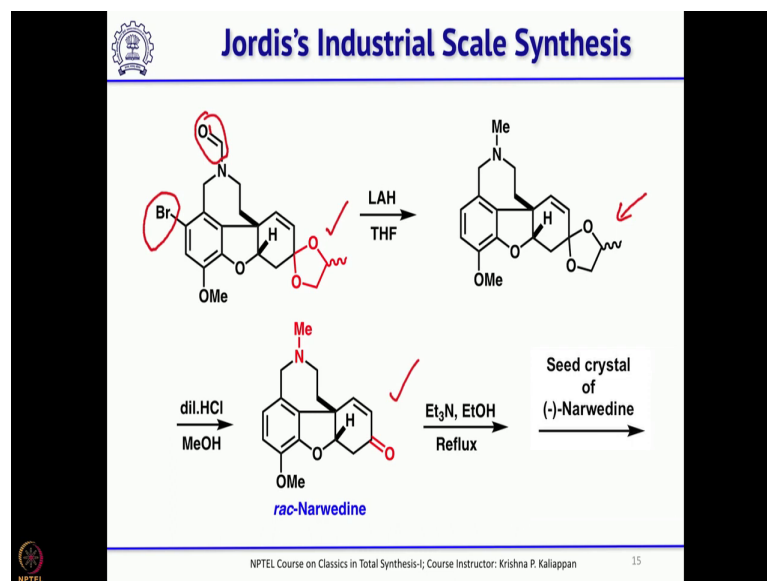 Jordis's Industrial Scale Synthesis
O
N
Br
H
O
O
O
OMe
LAH
THF
Me
N
H
O
O
O
OMe
dil.HCl
MeOH
Me
N
H
O
O
OMe
rac-Narwedine
Et₃N, EtOH
Reflux
Seed crystal
of
(-)-Narwedine
NPTEL Course on Classics in Total Synthesis-I; Course Instructor: Krishna P. Kaliappan
15
NPTEL